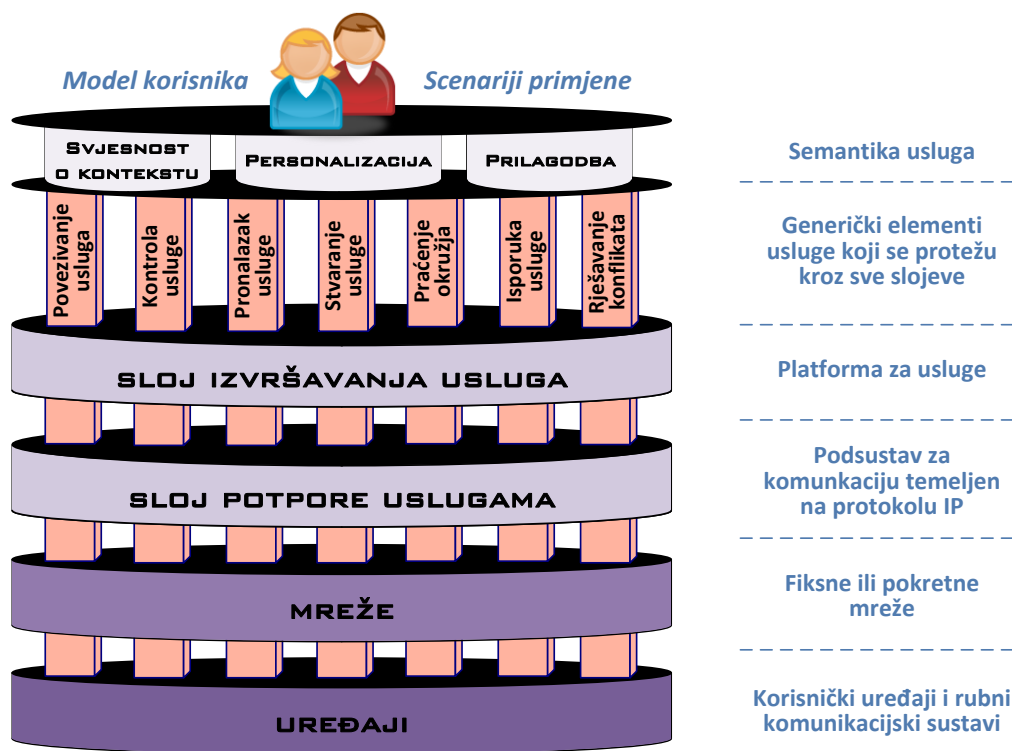 Model korisnika
Scenariji primjene
SVJESNOST
O KONTEKSTU
PERSONALIZACIJA
PRILAGODBA
Semantika usluga
Povezivanje
usluga
Kontrola
usluge
Pronalazak
usluge
Stvaranje
usluge
Praćenje
okružja
Isporuka
usluge
Rješavanje
konflikata
Generički elementi
usluge koji se protežu
kroz sve slojeve
SLOJ IZVRŠAVANJA USLUGA
Platforma za usluge
SLOJ POTPORE USLUGAMA
Podsustav za
komunkaciju temeljen
na protokolu IP
MREŽE
Fiksne ili pokretne
mreže
UREĐAJI
Korisnički uređaji i rubni
komunikacijski sustavi